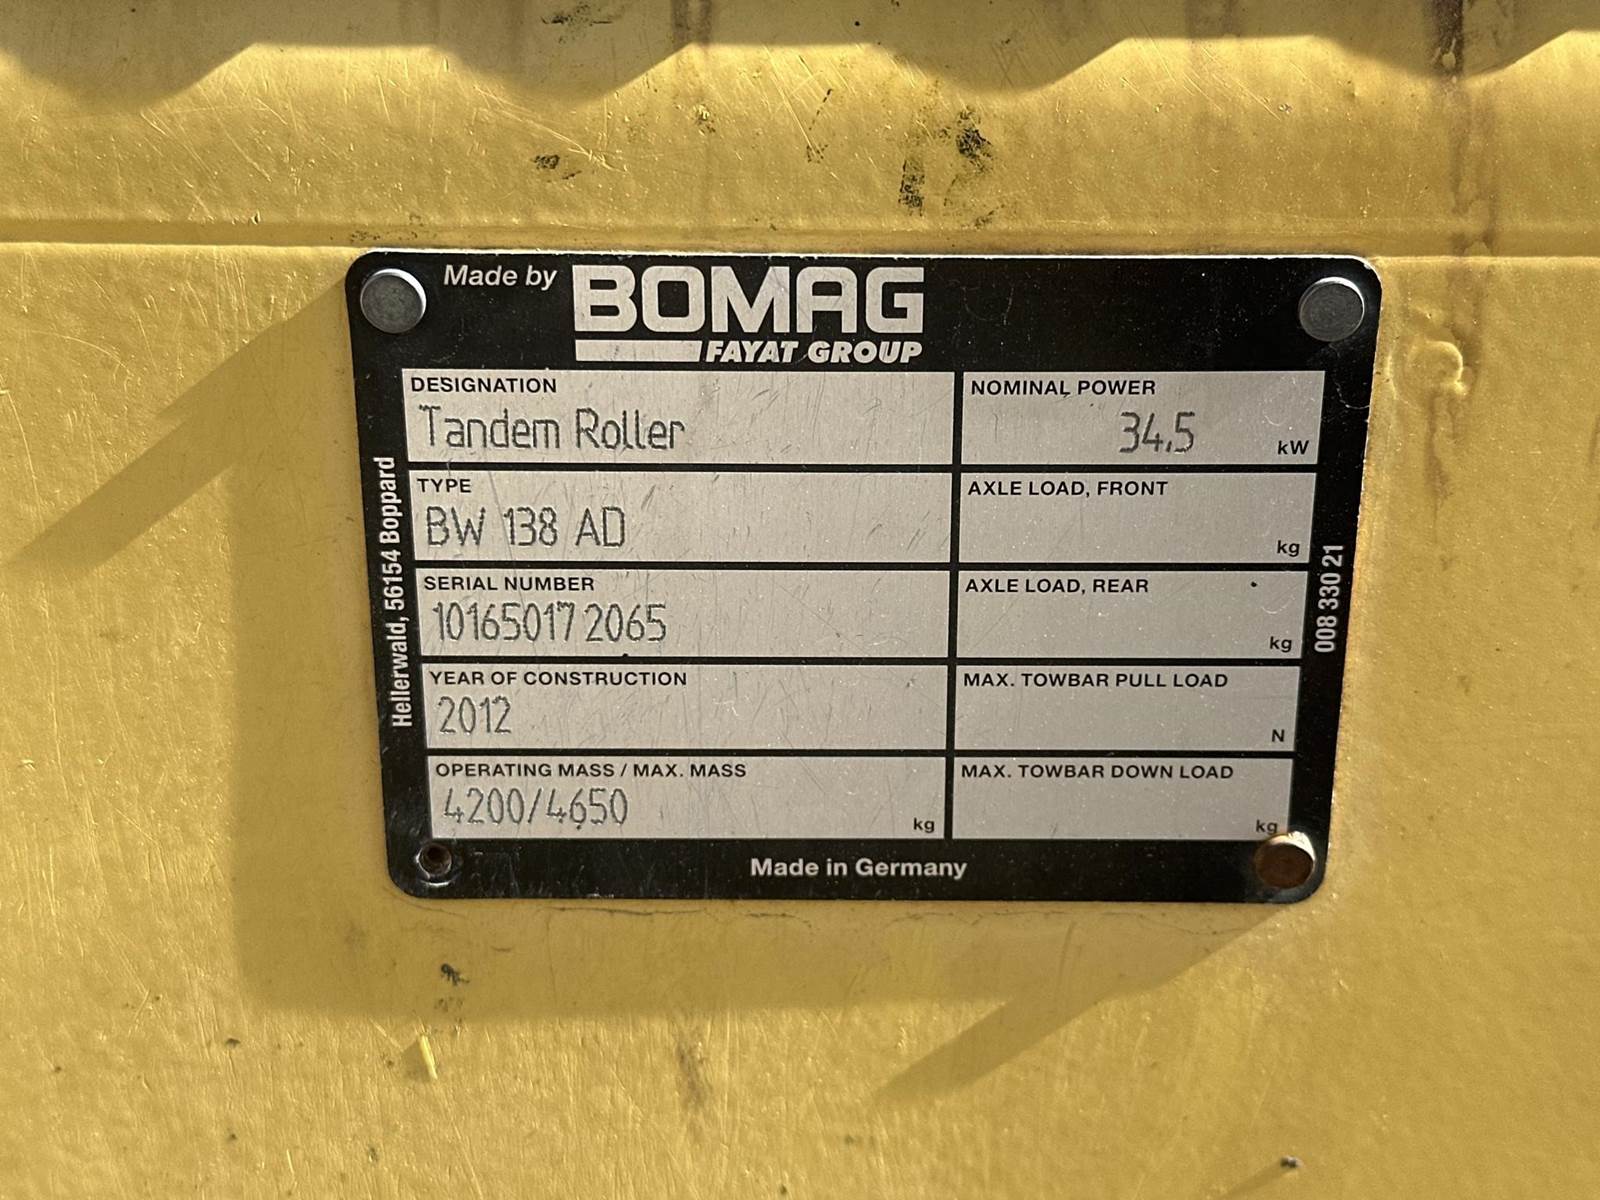 Made by BOMAG
FAYAT GROUP
DESIGNATION
Tandem Roller
NOMINAL POWER
34.5 kW
TYPE
BW 138 AD
AXLE LOAD, FRONT
kg
SERIAL NUMBER
10165017 2065
AXLE LOAD, REAR
kg
YEAR OF CONSTRUCTION
2012
MAX. TOWBAR PULL LOAD
N
OPERATING MASS / MAX. MASS
4200/4650 kg
MAX. TOWBAR DOWN LOAD
kg
Made in Germany
Hellerwald, 56154 Boppard
008 330 21